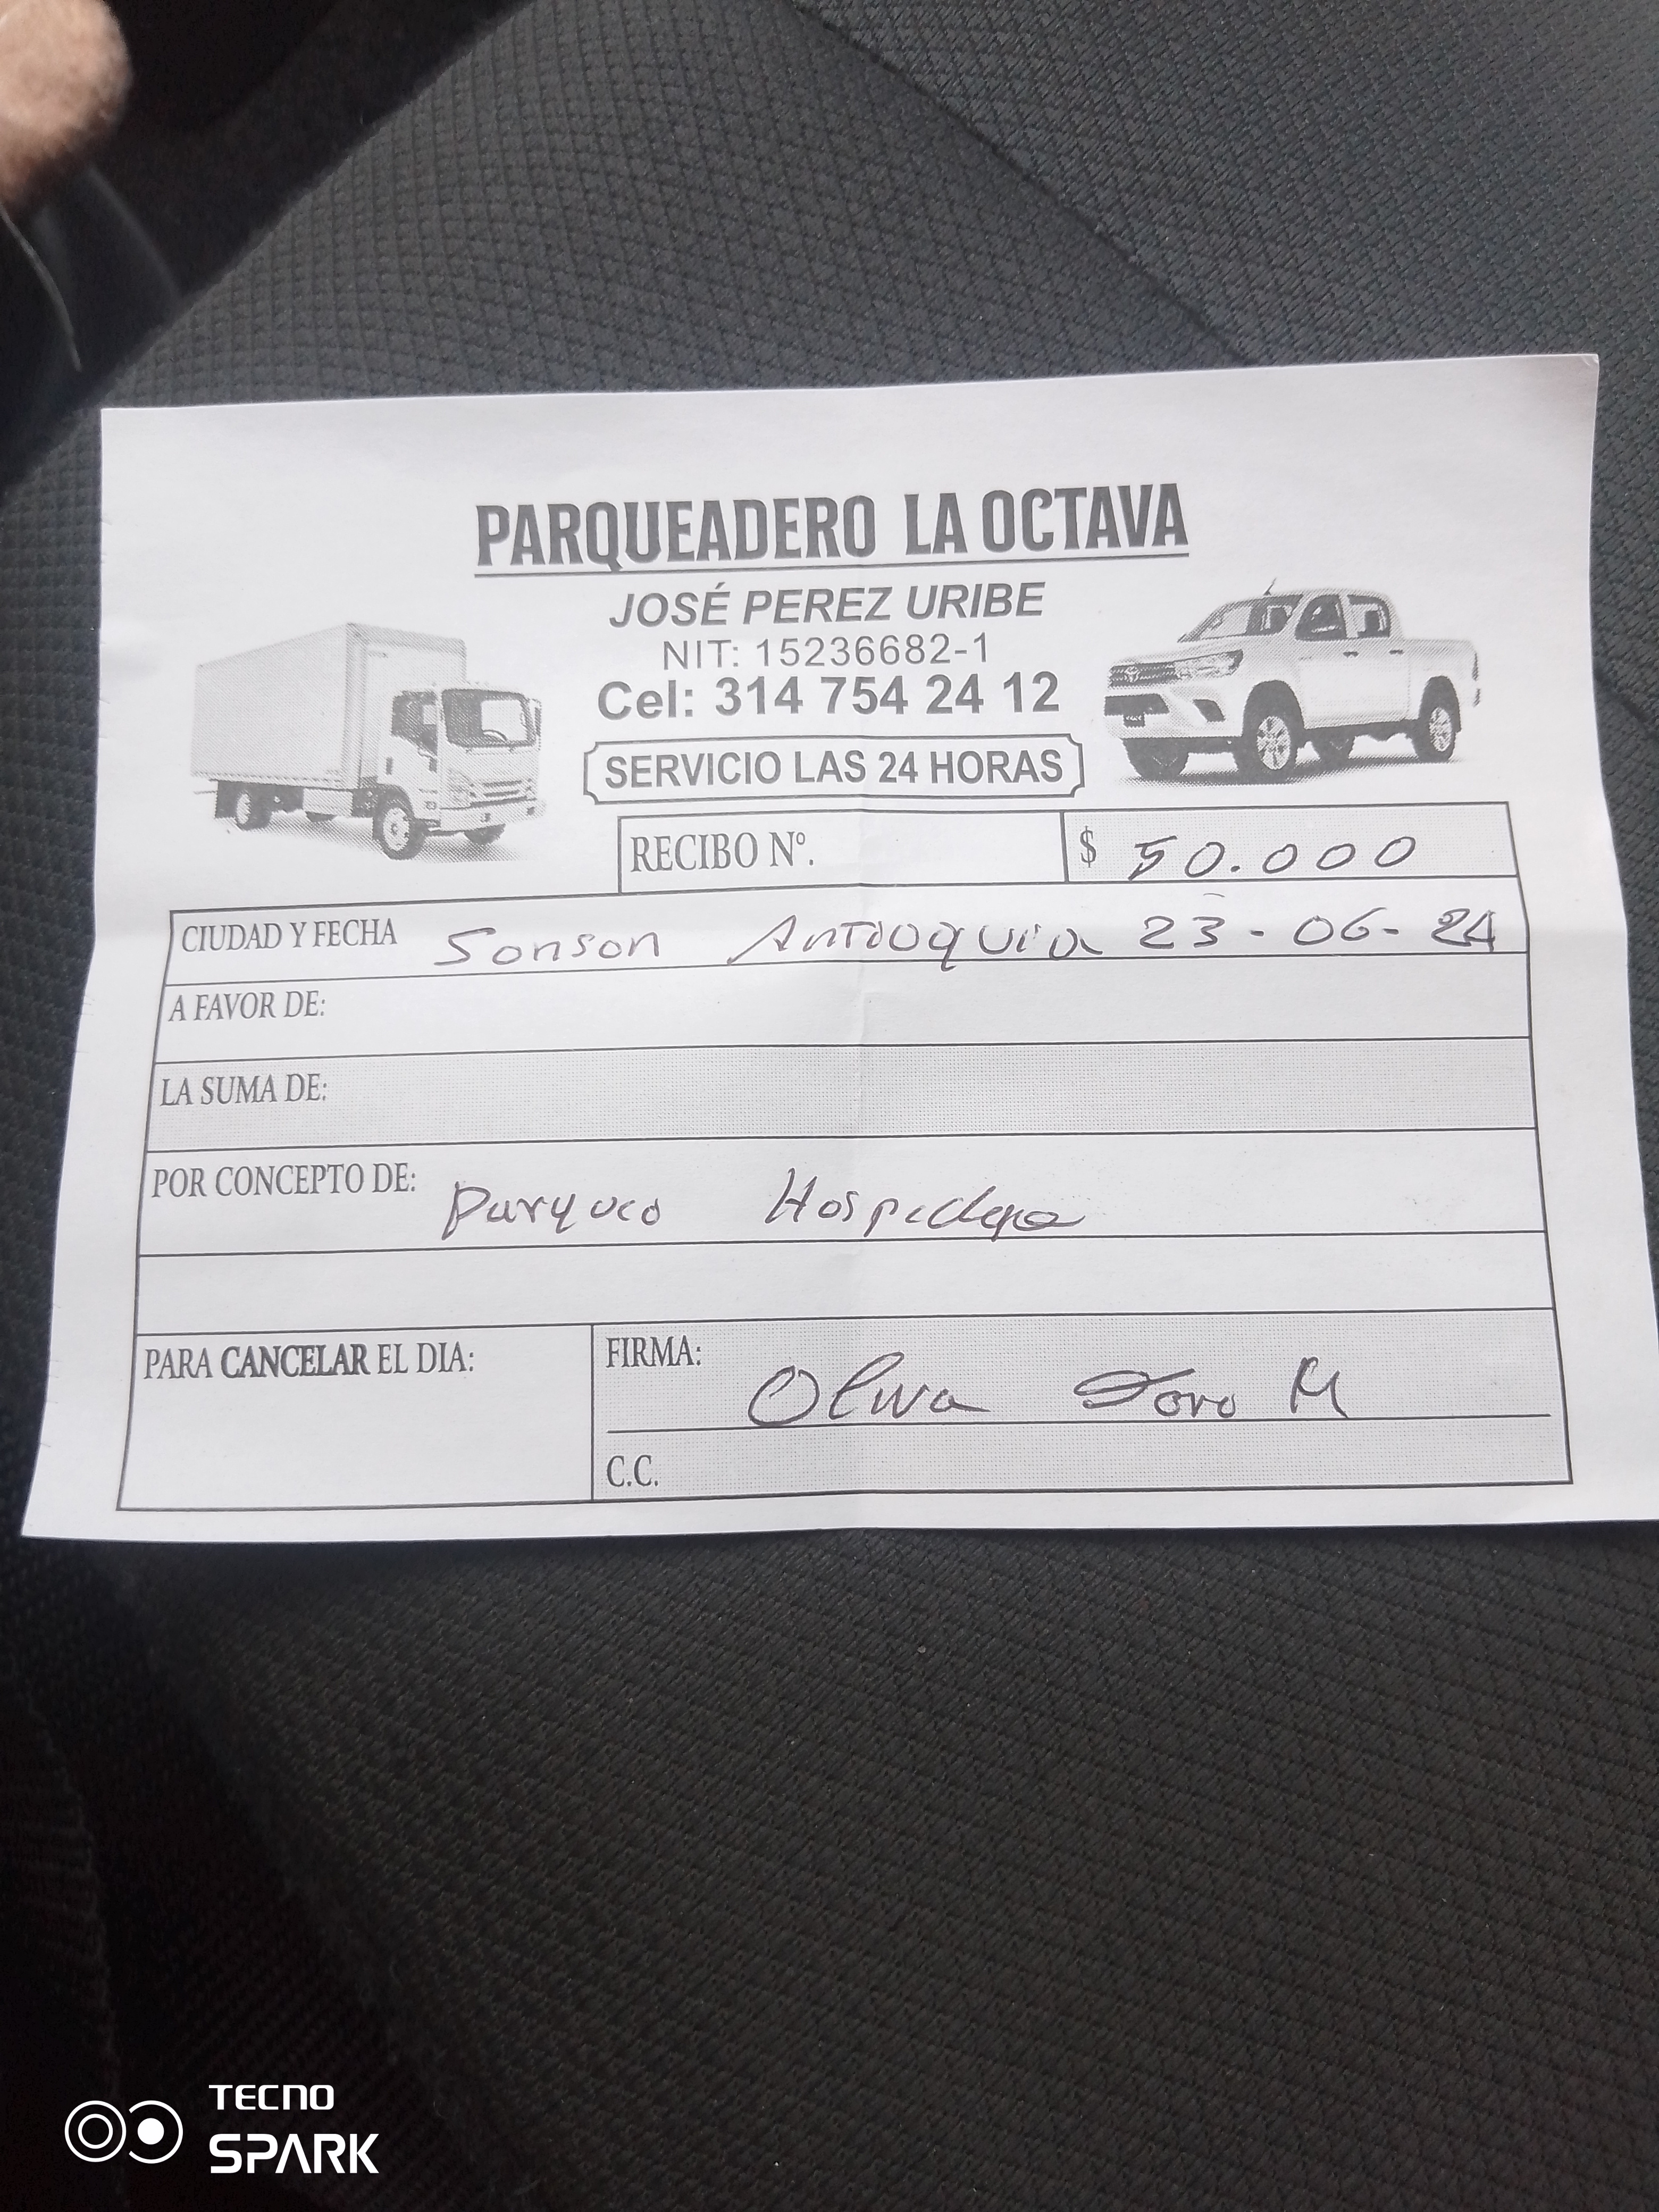 PARQUEADERO LA OCTAVA
JOSÉ PEREZ URIBE
NIT: 15236682-1
Cel: 314 754 24 12
SERVICIO LAS 24 HORAS
RECIBO Nº. $ 50.000
CIUDAD Y FECHA Sonson Antioquia 23-06-24
A FAVOR DE:
LA SUMA DE:
POR CONCEPTO DE: Parqueo
PARA CANCELAR EL DIA:
FIRMA: Oliva Toro M
C.C.
TECNO
SPARK